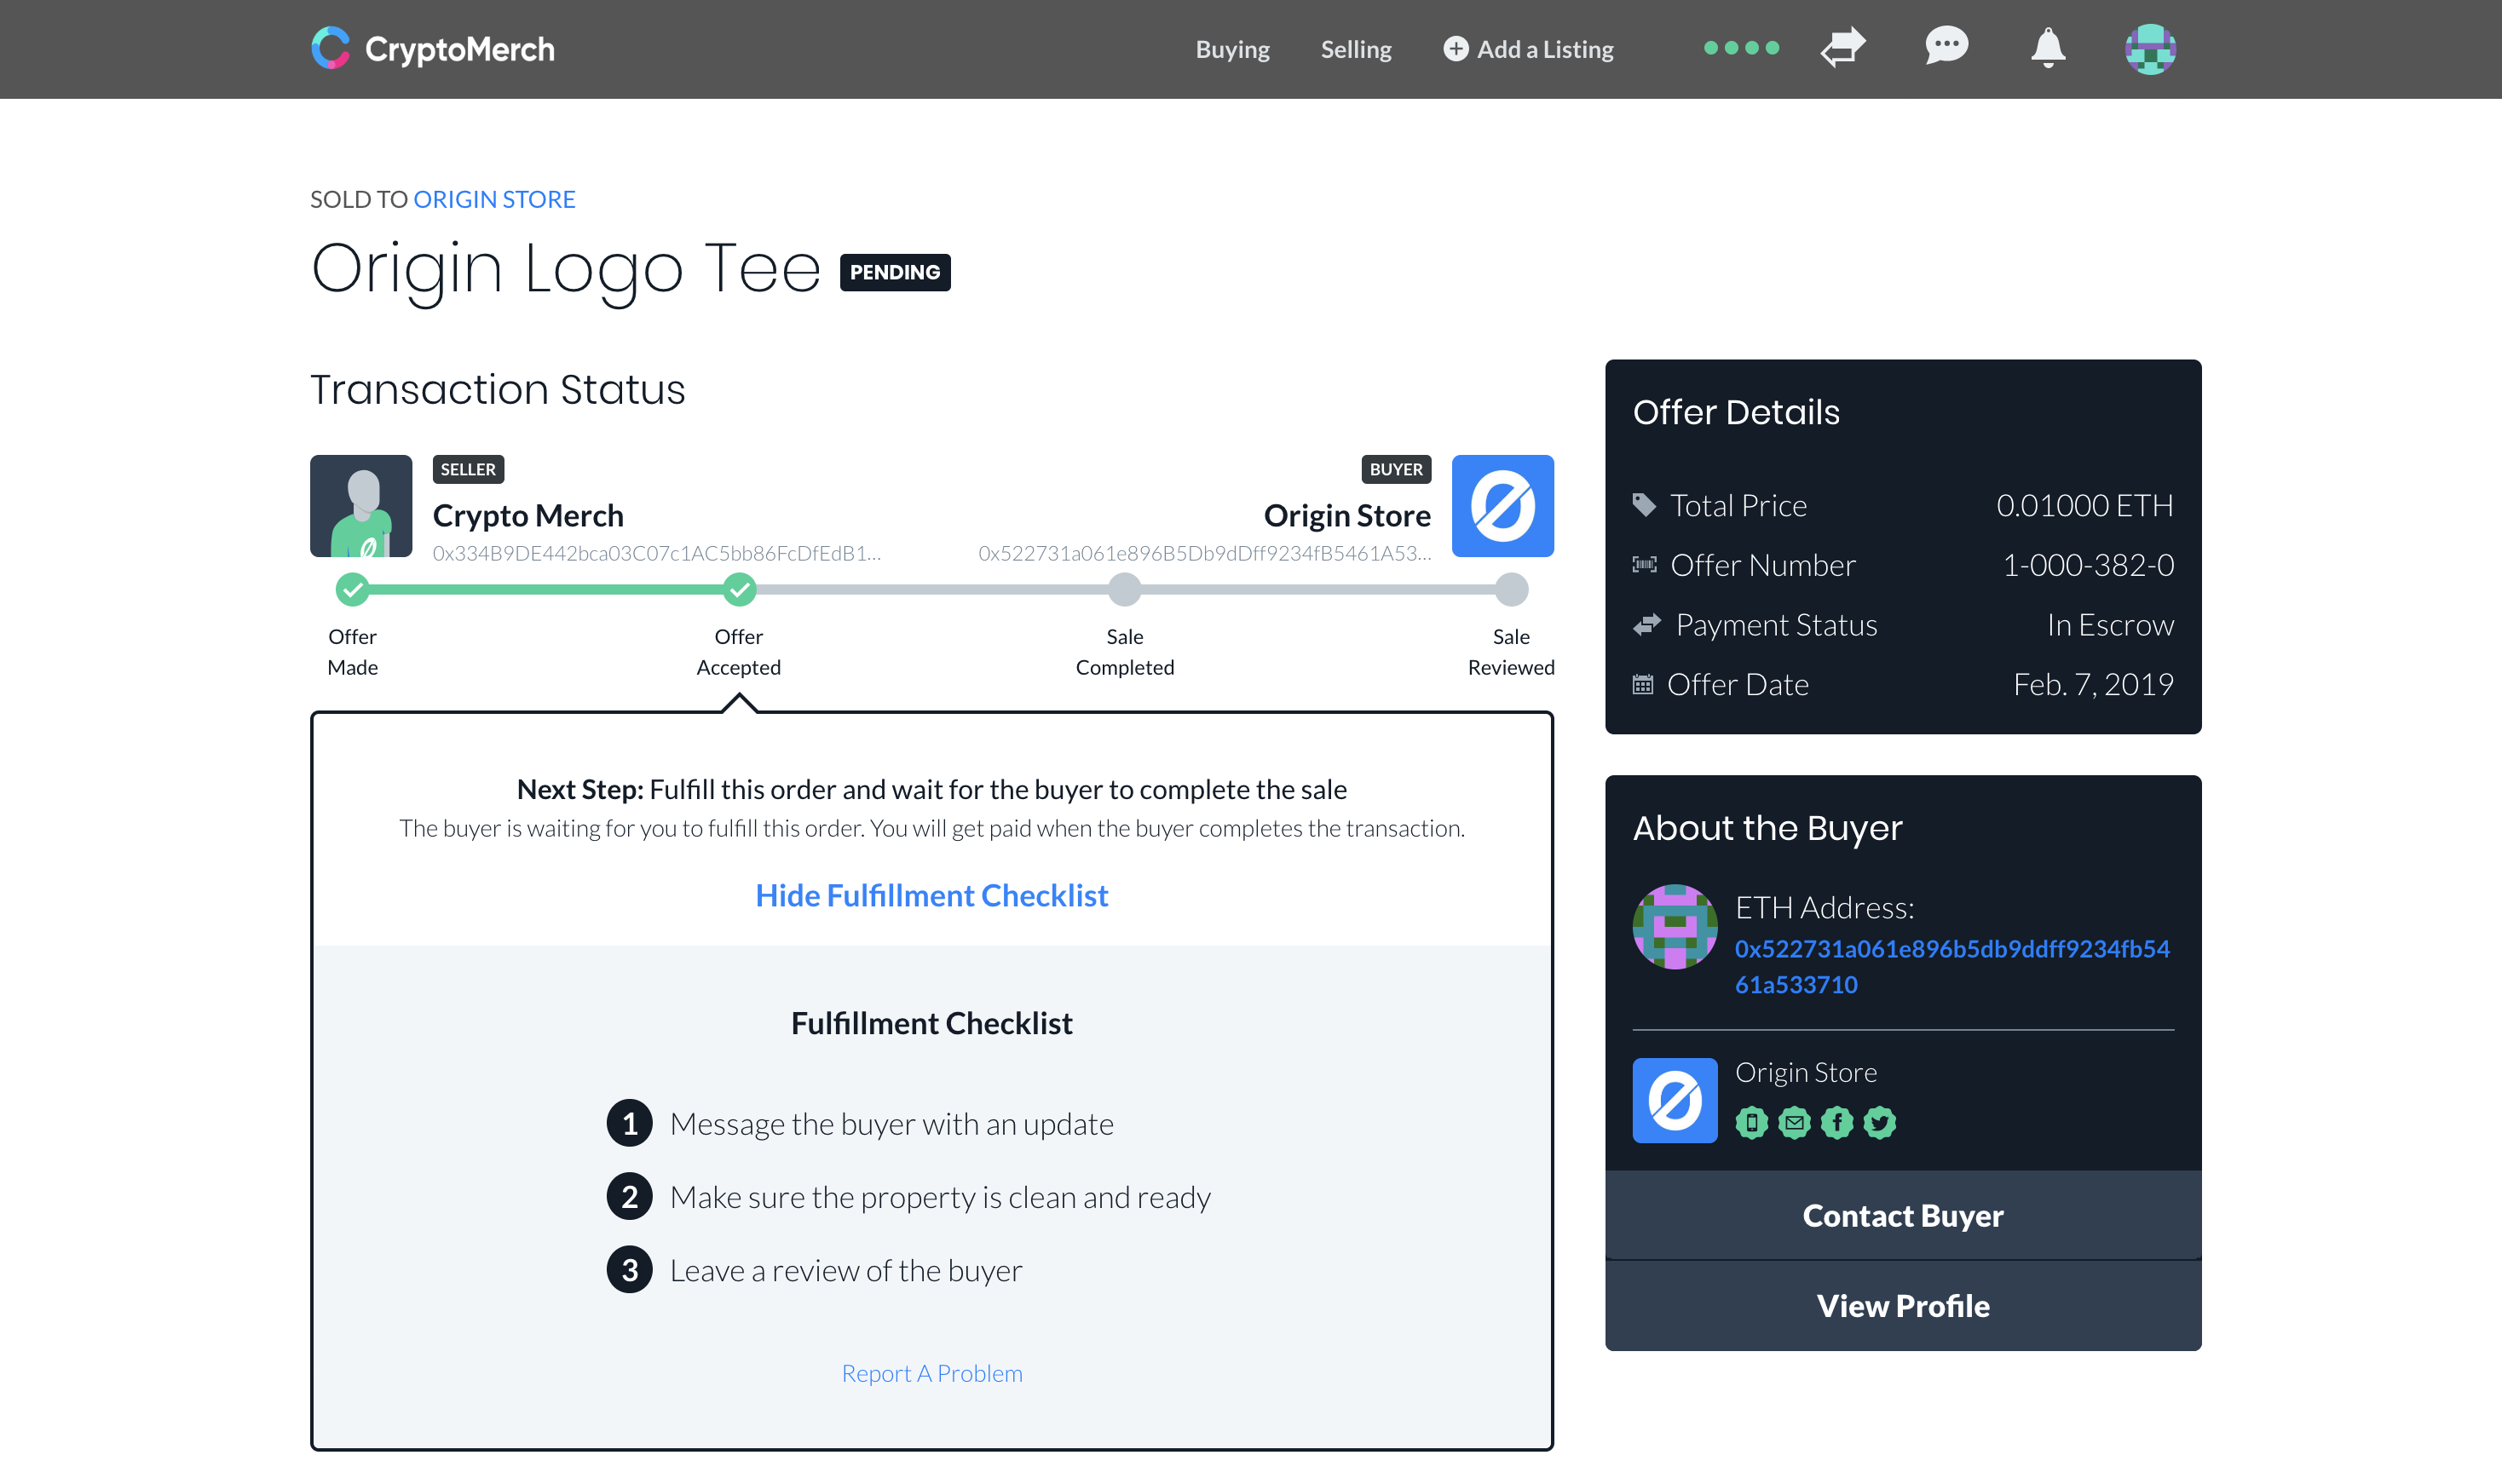 CryptoMerch
Buying
Selling
Add a Listing
SOLD TO ORIGIN STORE
Origin Logo Tee PENDING
Transaction Status
SELLER
Crypto Merch
0x334B9DE442bca03C07c1AC5bb86FcDfEdB1...
BUYER
Origin Store
0x522731a061e896B5Db9dDff9234fB5461A53...
Offer
Made
Offer
Accepted
Sale
Completed
Sale
Reviewed
Next Step: Fulfill this order and wait for the buyer to complete the sale
The buyer is waiting for you to fulfill this order. You will get paid when the buyer completes the transaction.
Hide Fulfillment Checklist
Fulfillment Checklist
1 Message the buyer with an update
2 Make sure the property is clean and ready
3 Leave a review of the buyer
Report A Problem
Offer Details
Total Price 0.01000 ETH
Offer Number 1-000-382-0
Payment Status In Escrow
Offer Date Feb. 7, 2019
About the Buyer
ETH Address:
0x522731a061e896b5db9ddff9234fb54
61a533710
Origin Store
Contact Buyer
View Profile